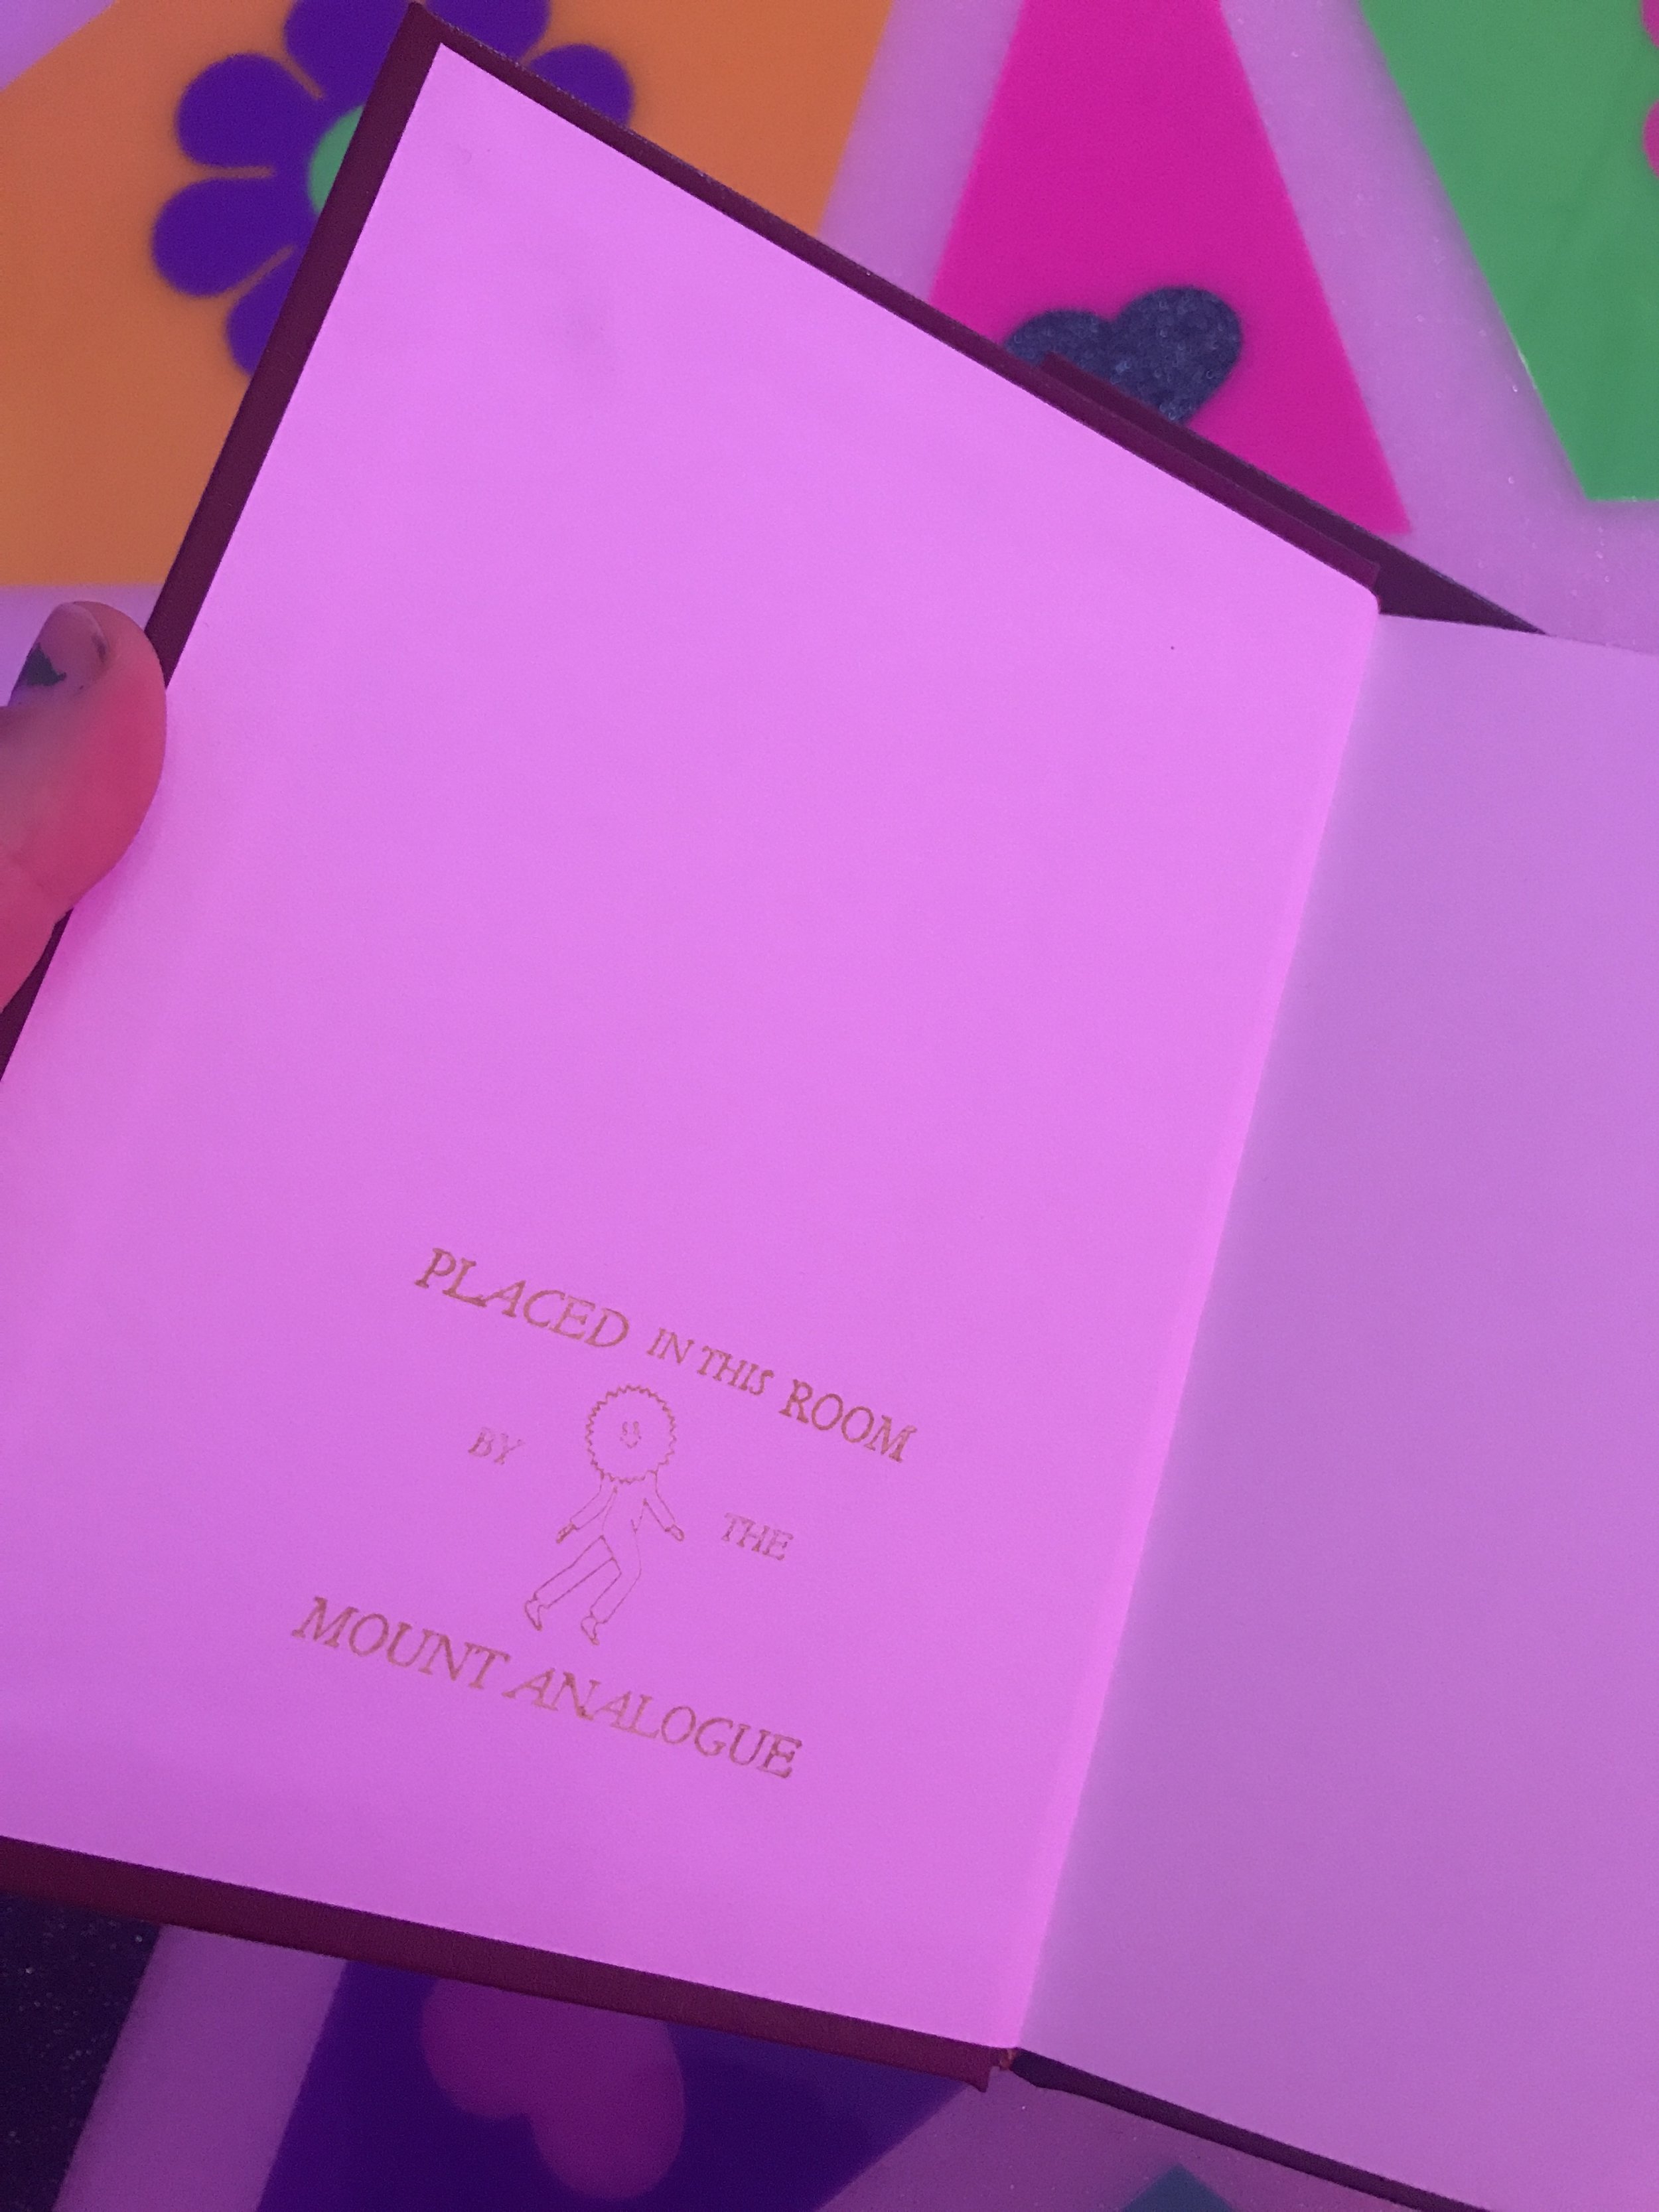 PLACED IN THIS ROOM
BY THE
MOUNT ANALOGUE